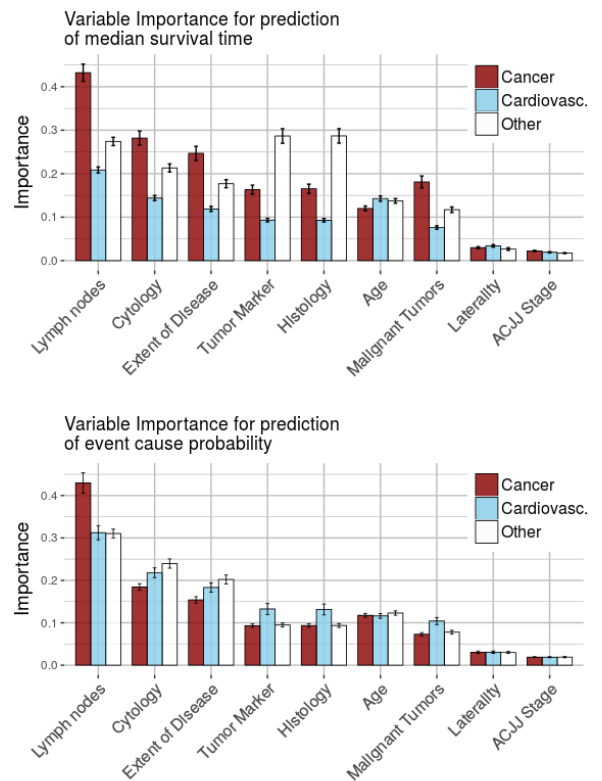 Variable Importance for prediction
of median survival time
Importance
0.4
0.3
0.2
0.1
0.0
Cancer
Cardiovasc.
Other
Lymph nodes
Cytology
Extent of Disease
Tumor Marker
HIstology
Age
Malignant Tumors
Laterality
ACJJ Stage
Variable Importance for prediction
of event cause probability
Importance
0.4
0.3
0.2
0.1
0.0
Cancer
Cardiovasc.
Other
Lymph nodes
Cytology
Extent of Disease
Tumor Marker
HIstology
Age
Malignant Tumors
Laterality
ACJJ Stage